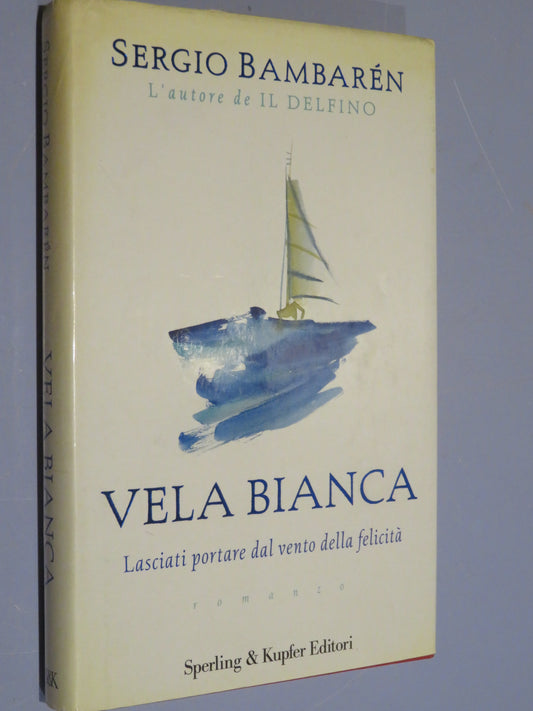 SERGIO BAMBARÉN
L'autore de IL DELFINO
VELA BIANCA
Lasciati portare dal vento della felicità
romanzo
Sperling & Kupfer Editori
SERGIO BAMBARÉN
VELA BIANCA